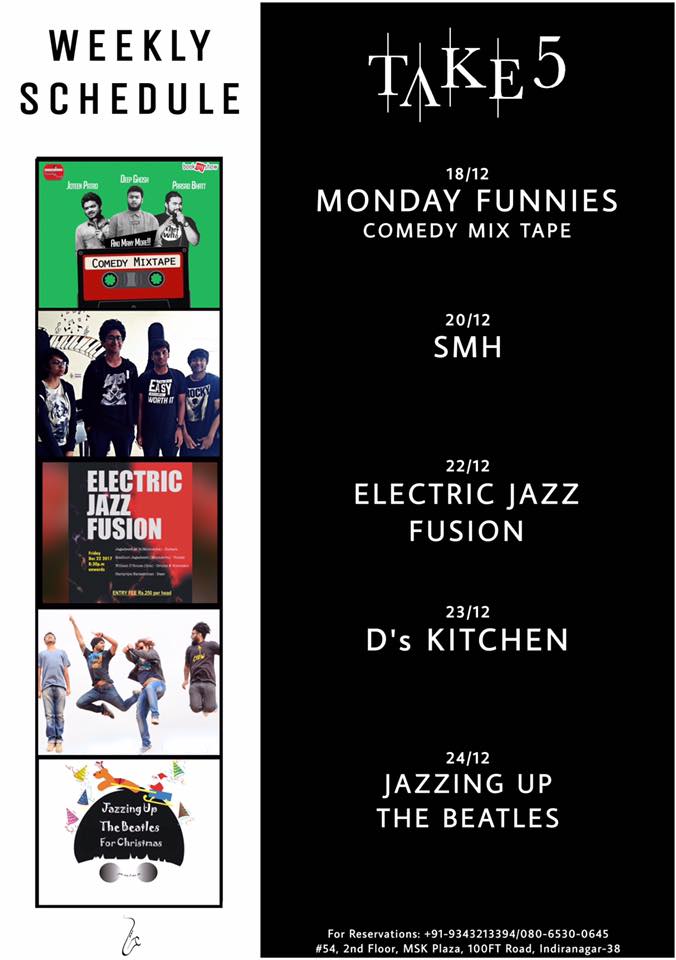 WEEKLY
SCHEDULE
TAKE 5
book my show
JOTEEN PATRO
DEEP GHOSH
PRASAD BHATT
AND MANY MORE!!!
COMEDY MIXTAPE
18/12
MONDAY FUNNIES
COMEDY MIX TAPE
EASY
WORTH IT
ROCKY
20/12
SMH
ELECTRIC
JAZZ
FUSION
Friday
Dec 22 2017
8:30p.m
onwards
ENTRY FEE Rs.250 per head
22/12
ELECTRIC JAZZ
FUSION
23/12
D's KITCHEN
Jazzing Up
The Beatles
For Christmas
24/12
JAZZING UP
THE BEATLES
For Reservations: +91-9343213394/080-6530-0645
#54, 2nd Floor, MSK Plaza, 100FT Road, Indiranagar-38